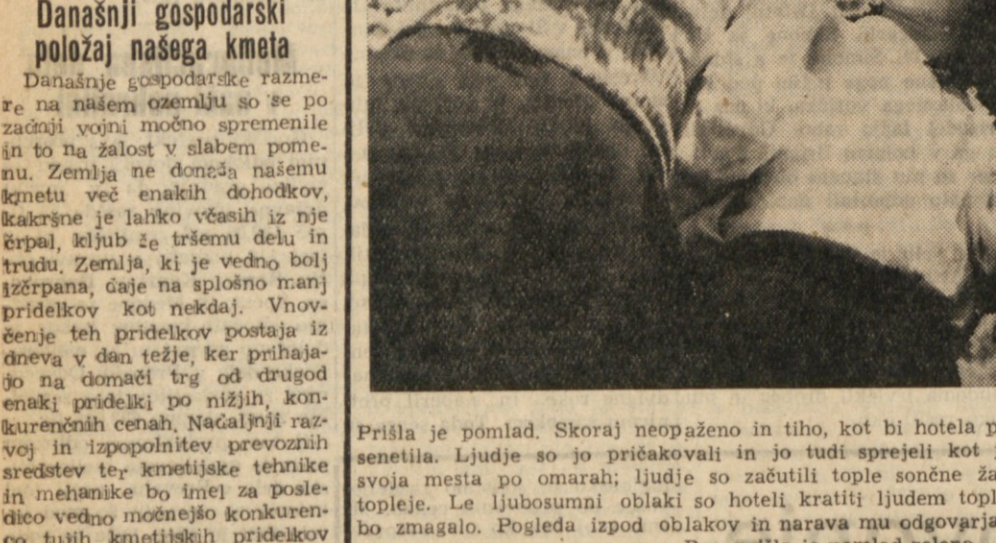 Današnji gospodarski
položaj našega kmeta
Današnje gospodarske razme-
re na našem ozemlju so se po
zadnji vojni močno spremenile
in to na žalost v slabem pome-
nu. Zemlja ne donaša našemu
kmetu več enakih dohodkov,
kakršne je lahko včasih iz nje
črpal, kljub še tršemu delu in
trudu. Zemlja, ki je vedno bolj
izčrpana, daje na splošno manj
pridelkov kot nekdaj. Vnov-
čenje teh pridelkov postaja iz
dneva v dan težje, ker prihaja-
jo na domači trg od drugod
enaki pridelki po nižjih, kon-
kurenčnih cenah. Nadaljnji raz-
voj in izpopolnitev prevoznih
sredstev ter kmetijske tehnike
in mehanike bo imel za posle-
dico vedno močnejšo konkuren-
co tujih kmetijskih pridelkov
Prišla je pomlad. Skoraj neopaženo in tiho, kot bi hotela p
senetila. Ljudje so jo pričakovali in jo tudi sprejeli kot
svoja mesta po omarah; ljudje so začutili tople sončne ža
topleje. Le ljubosumni oblaki so hoteli kratiti ljudem topl
bo zmagalo. Pogleda izpod oblakov in narava mu odgovarja